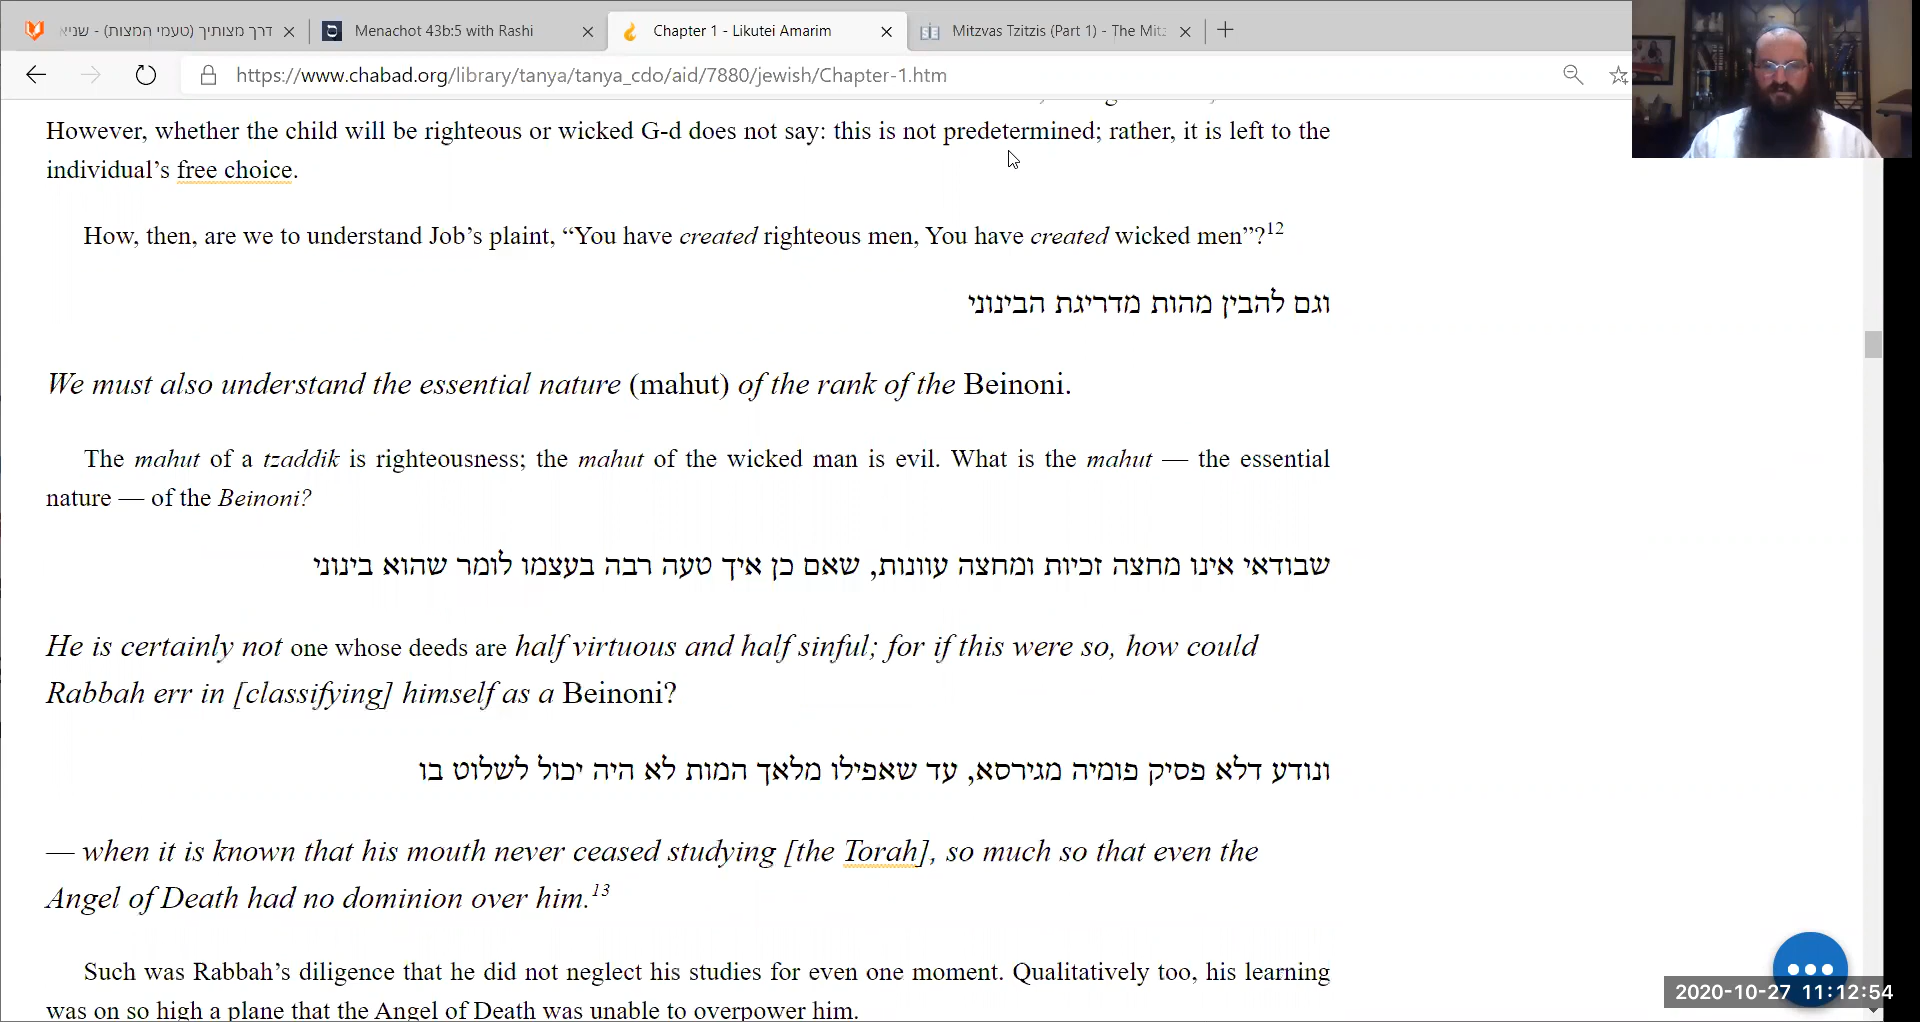 דרך מצותיך (טעמי המצות) - שניא
Menachot 43b:5 with Rashi
Chapter 1 - Likutei Amarim
Mitzvas Tzitzis (Part 1) - The Mitz
https://www.chabad.org/library/tanya/tanya_cdo/aid/7880/jewish/Chapter-1.htm
However, whether the child will be righteous or wicked G-d does not say: this is not predetermined; rather, it is left to the
individual’s free choice.
How, then, are we to understand Job’s plaint, “You have created righteous men, You have created wicked men”?12
וגם להבין מהות מדריגת הבינוני
We must also understand the essential nature (mahut) of the rank of the Beinoni.
The mahut of a tzaddik is righteousness; the mahut of the wicked man is evil. What is the mahut — the essential
nature — of the Beinoni?
שבודאי אינו מחצה זכיות ומחצה עוונות, שאם כן איך טעה רבה בעצמו לומר שהוא בינוני
He is certainly not one whose deeds are half virtuous and half sinful; for if this were so, how could
Rabbah err in [classifying] himself as a Beinoni?
ונודע דלא פסיק פומיה מגירסא, עד שאפילו מלאך המות לא היה יכול לשלוט בו
— when it is known that his mouth never ceased studying [the Torah], so much so that even the
Angel of Death had no dominion over him.13
Such was Rabbah’s diligence that he did not neglect his studies for even one moment. Qualitatively too, his learning
was on so high a plane that the Angel of Death was unable to overpower him.
2020-10-27 11:12:54